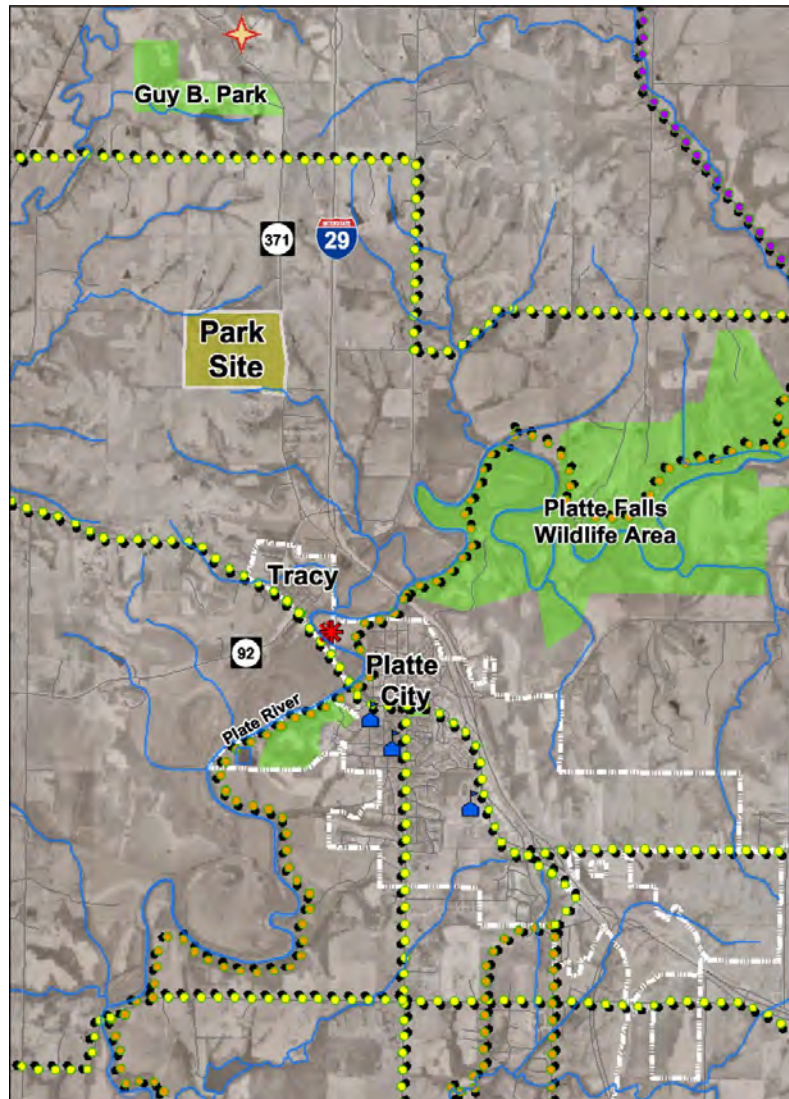 Guy B. Park
371
INTERSTATE
29
Park
Site
Platte Falls
Wildlife Area
Tracy
92
Platte
City
Plate River